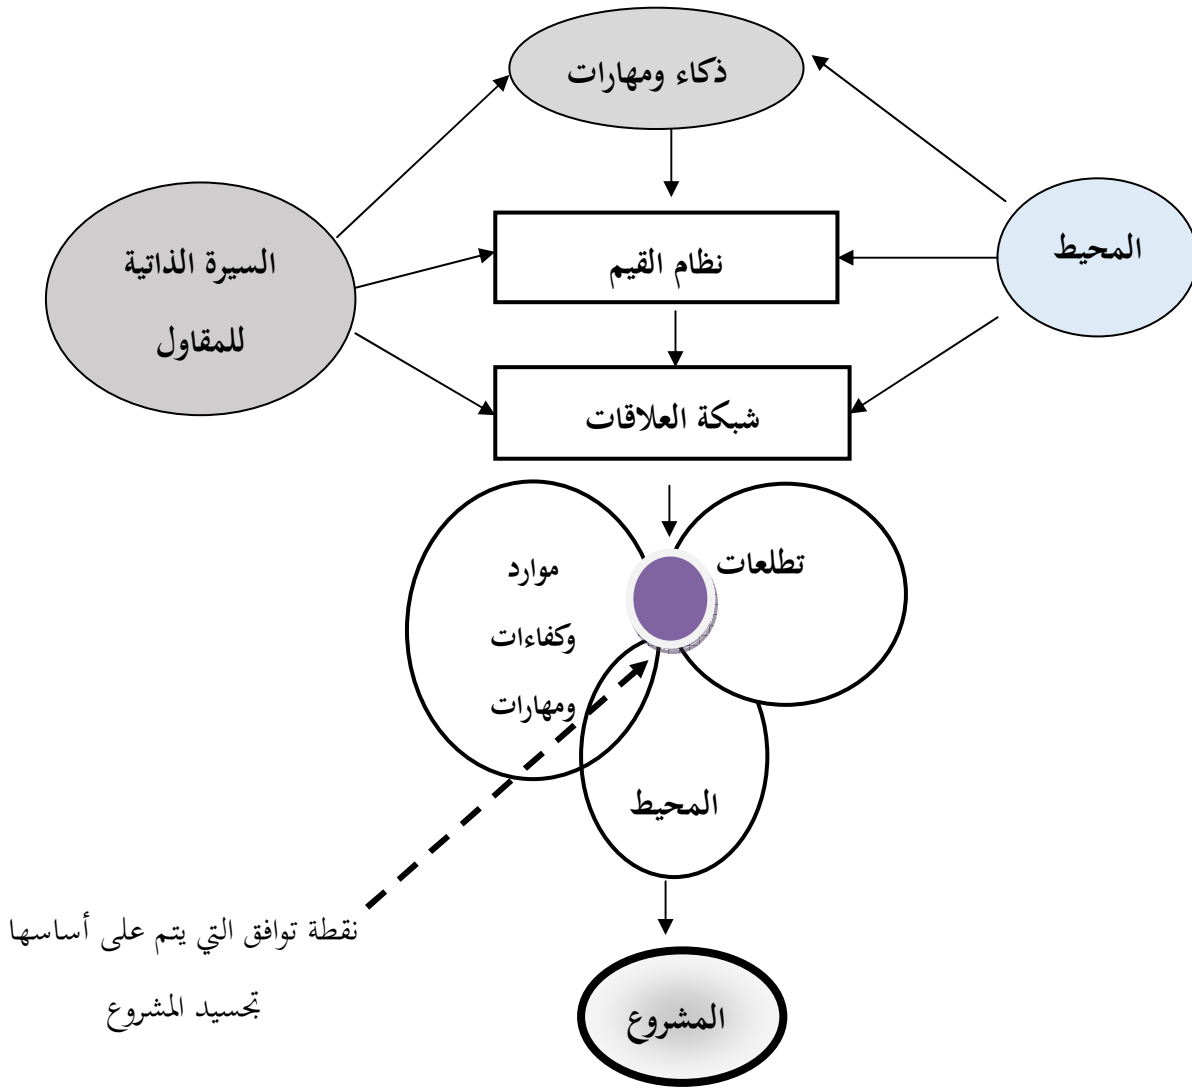 ذكاء ومهارات
المحيط
نظام القيم
السيرة الذاتية
للمقاول
شبكة العلاقات
تطلعات
موارد
وكفاءات
ومهارات
المحيط
نقطة توافق التي يتم على أساسها
تجسيد المشروع
المشروع